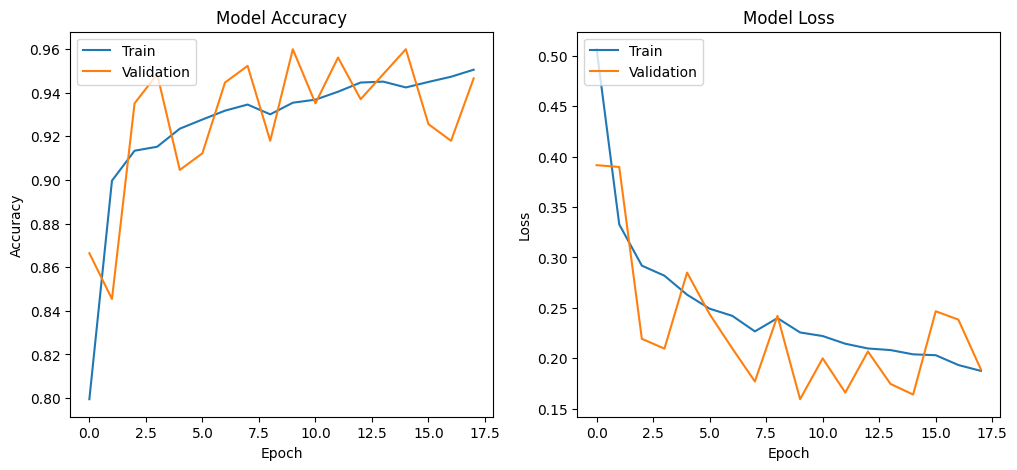 Model Accuracy
Train
Validation
0.96
0.94
0.92
0.90
0.88
0.86
0.84
0.82
0.80
Accuracy
0.0 2.5 5.0 7.5 10.0 12.5 15.0 17.5
Epoch
Model Loss
Train
Validation
0.50
0.45
0.40
0.35
0.30
0.25
0.20
0.15
Loss
0.0 2.5 5.0 7.5 10.0 12.5 15.0 17.5
Epoch